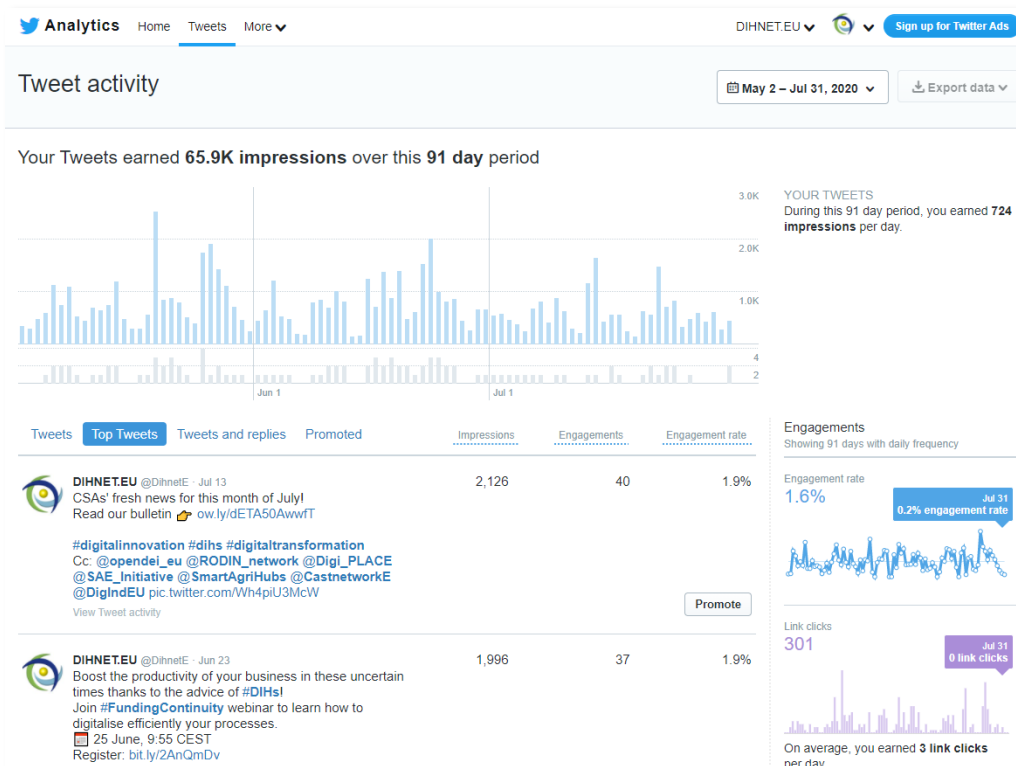 Analytics Home Tweets More DIHNET.EU Sign up for Twitter Ads
Tweet activity
May 2 – Jul 31, 2020 Export data
Your Tweets earned 65.9K impressions over this 91 day period
3.0K
2.0K
1.0K
4
2
Jun 1 Jul 1
YOUR TWEETS
During this 91 day period, you earned 724
impressions per day.
Tweets Top Tweets Tweets and replies Promoted Impressions Engagements Engagement rate
DIHNET.EU @DihnetE · Jul 13 2,126 40 1.9%
CSAs' fresh news for this month of July!
Read our bulletin 👉 ow.ly/dETA50AwwfT
#digitalinnovation #dihs #digitaltransformation
Cc: @opendei_eu @RODIN_network @Digi_PLACE
@SAE_Initiative @SmartAgriHubs @CastnetworkE
@DigIndEU pic.twitter.com/Wh4piU3McW
View Tweet activity
Promote
DIHNET.EU @DihnetE · Jun 23 1,996 37 1.9%
Boost the productivity of your business in these uncertain
times thanks to the advice of #DIHs!
Join #FundingContinuity webinar to learn how to
digitalise efficiently your processes.
📅 25 June, 9:55 CEST
Register: bit.ly/2AnQmDv
Engagements
Showing 91 days with daily frequency
Engagement rate
1.6%
Jul 31
0.2% engagement rate
Link clicks
301
Jul 31
0 link clicks
On average, you earned 3 link clicks
per day